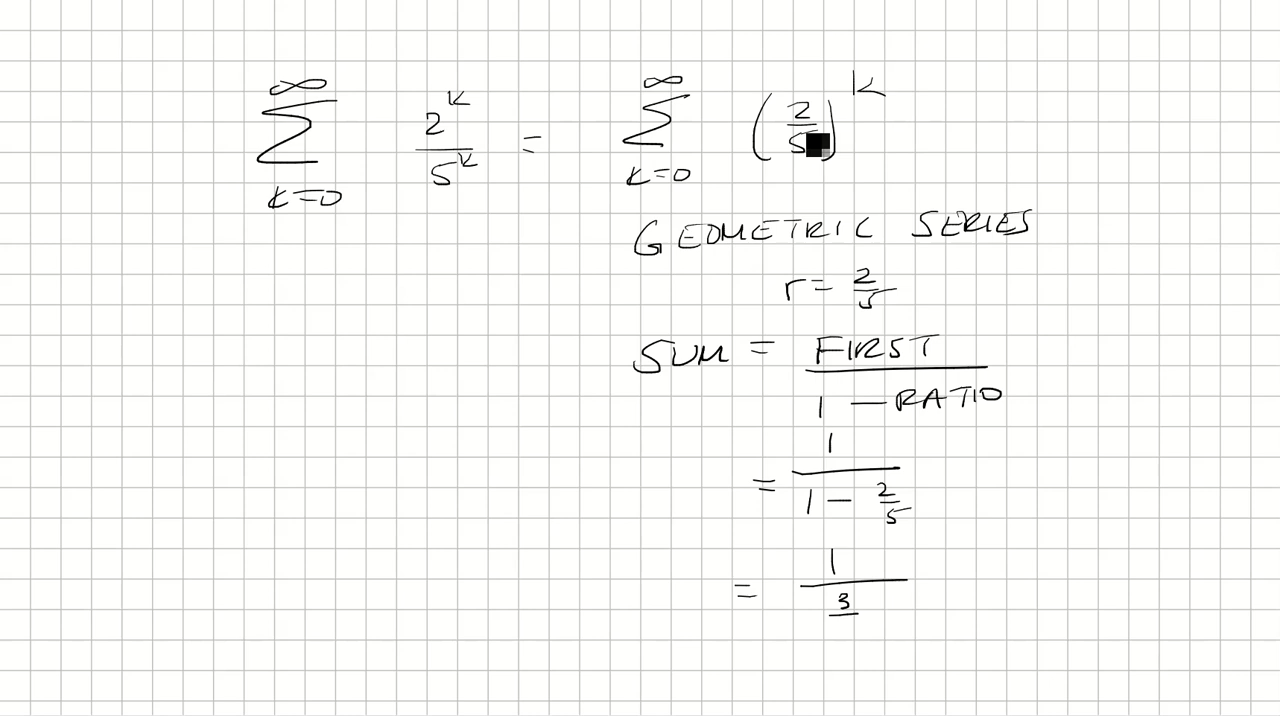 ∞ ∞
∑ 2^k / 5^k = ∑ (2/5)^k
k=0 k=0
GEOMETRIC SERIES
r = 2/5
SUM = FIRST
1 - RATIO
= 1 / (1 - 2/5)
= 1 / 3